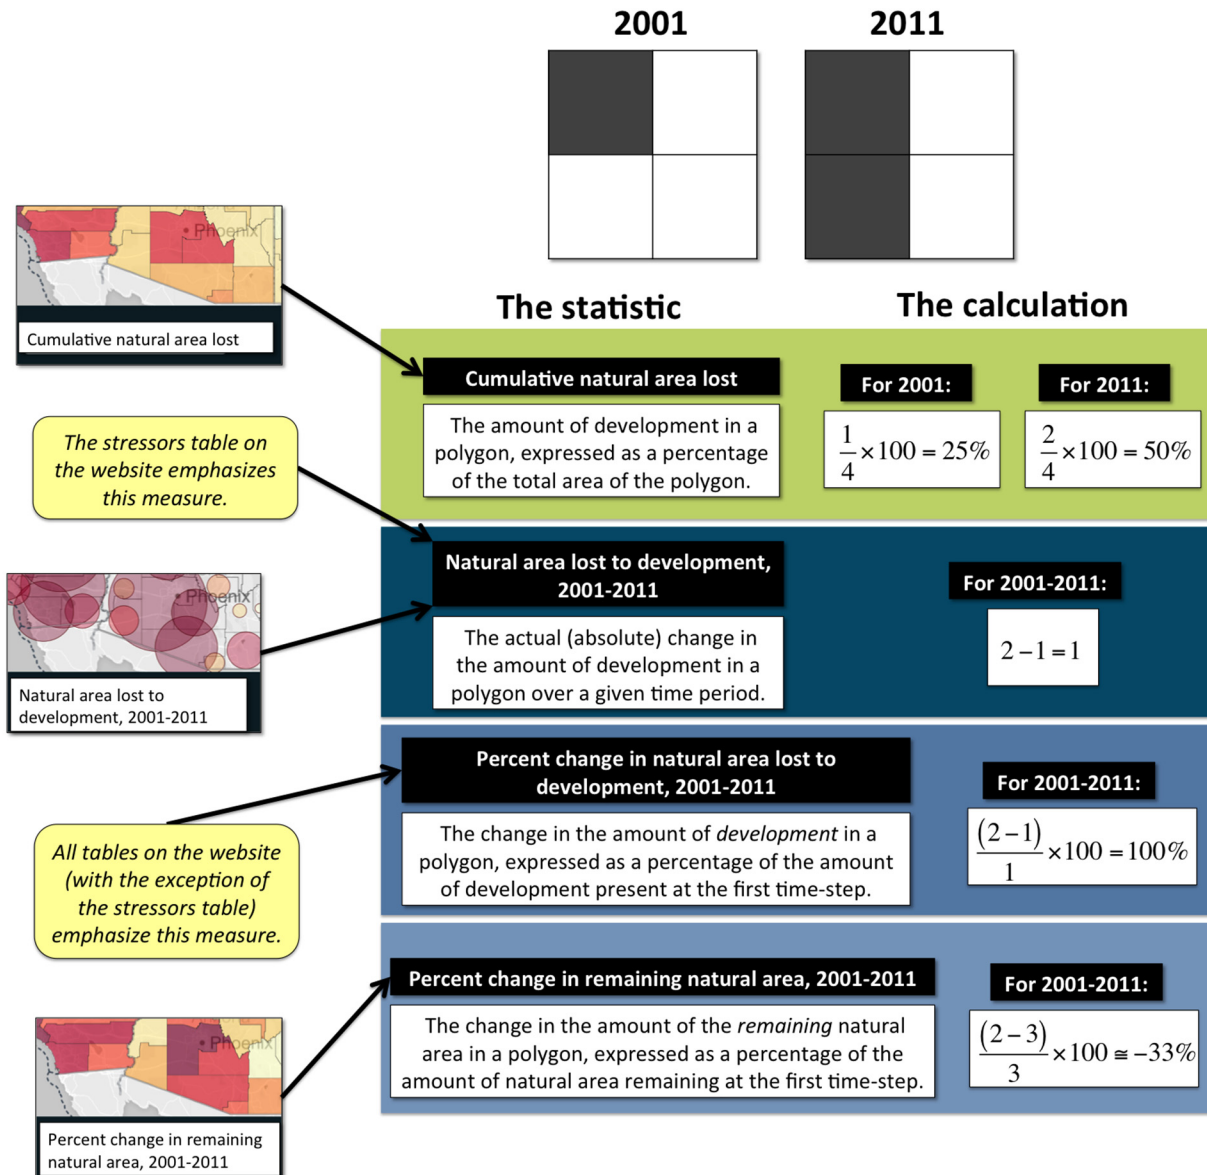 2001
2011
Phoenix
Cumulative natural area lost
The statistic
The calculation
Cumulative natural area lost
The amount of development in a
polygon, expressed as a percentage
of the total area of the polygon.
For 2001:
1/4 × 100 = 25%
For 2011:
2/4 × 100 = 50%
The stressors table on
the website emphasizes
this measure.
Natural area lost to development,
2001-2011
The actual (absolute) change in
the amount of development in a
polygon over a given time period.
For 2001-2011:
2 − 1 = 1
Phoenix
Natural area lost to
development, 2001-2011
Percent change in natural area lost to
development, 2001-2011
The change in the amount of development in a
polygon, expressed as a percentage of the amount
of development present at the first time-step.
For 2001-2011:
(2 − 1)/1 × 100 = 100%
All tables on the website
(with the exception of
the stressors table)
emphasize this measure.
Percent change in remaining natural area, 2001-2011
The change in the amount of the remaining natural
area in a polygon, expressed as a percentage of the
amount of natural area remaining at the first time-step.
For 2001-2011:
(2 − 3)/3 × 100 ≅ −33%
Phoenix
Percent change in remaining
natural area, 2001-2011